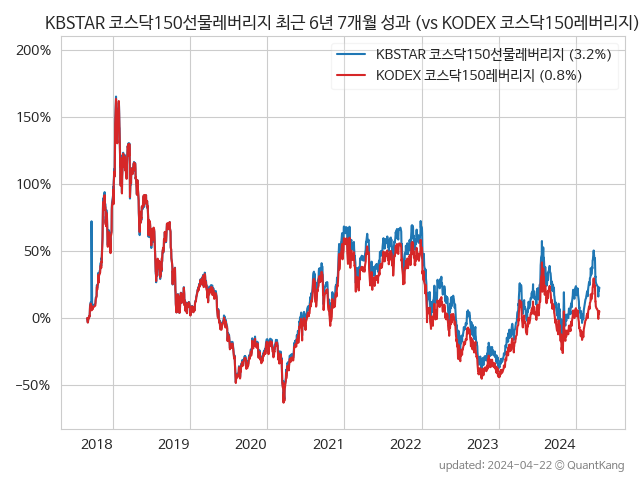 KBSTAR 코스닥150선물레버리지 최근 6년 7개월 성과 (vs KODEX 코스닥150레버리지)
KBSTAR 코스닥150선물레버리지 (3.2%)
KODEX 코스닥150레버리지 (0.8%)
200%
150%
100%
50%
0%
−50%
2018 2019 2020 2021 2022 2023 2024
updated: 2024-04-22 © QuantKang